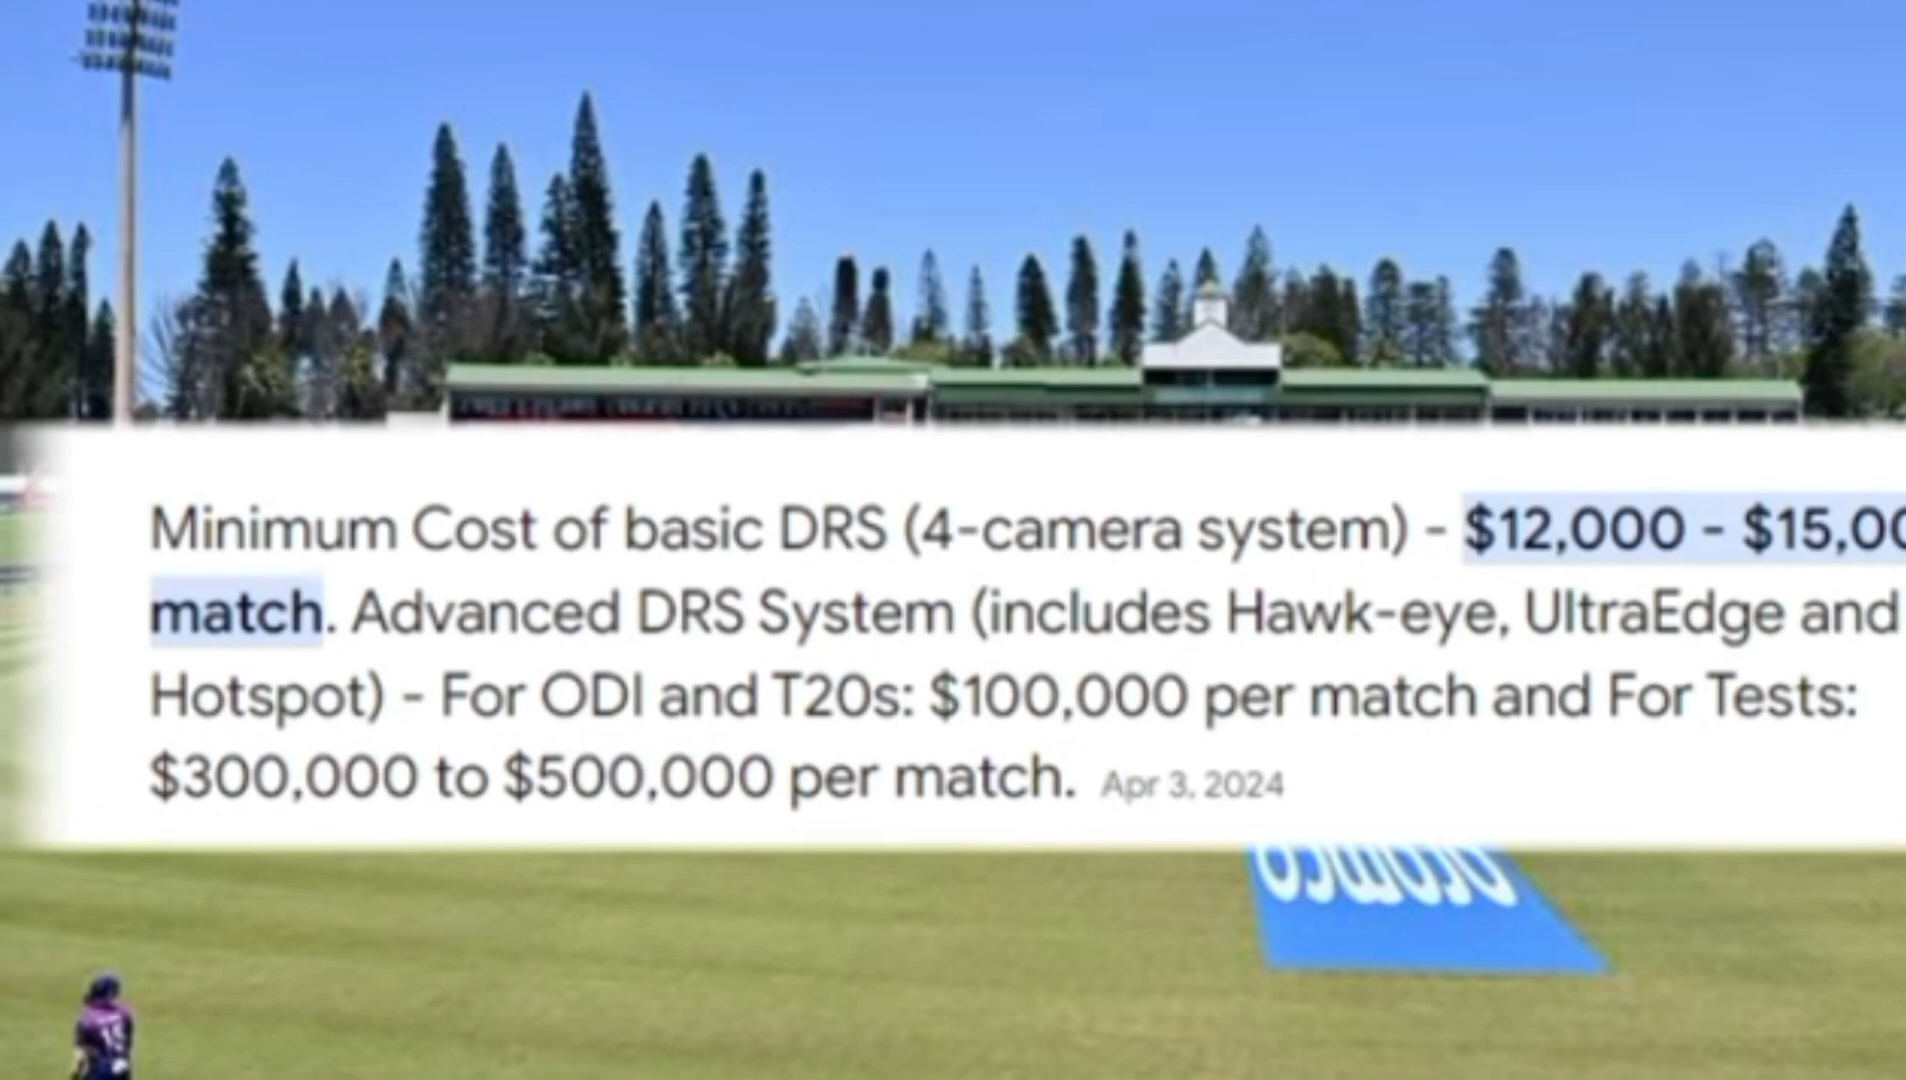 Minimum Cost of basic DRS (4-camera system) - $12,000 -
match. Advanced DRS System (includes Hawk-eye, UltraEdge and
Hotspot) - For ODI and T20s: $100,000 per match and For Tests:
$300,000 to $500,000 per match. Apr 3, 2024